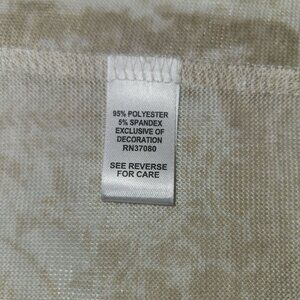 95% POLYESTER
5% SPANDEX
EXCLUSIVE OF
DECORATION
RN37080
SEE REVERSE
FOR CARE